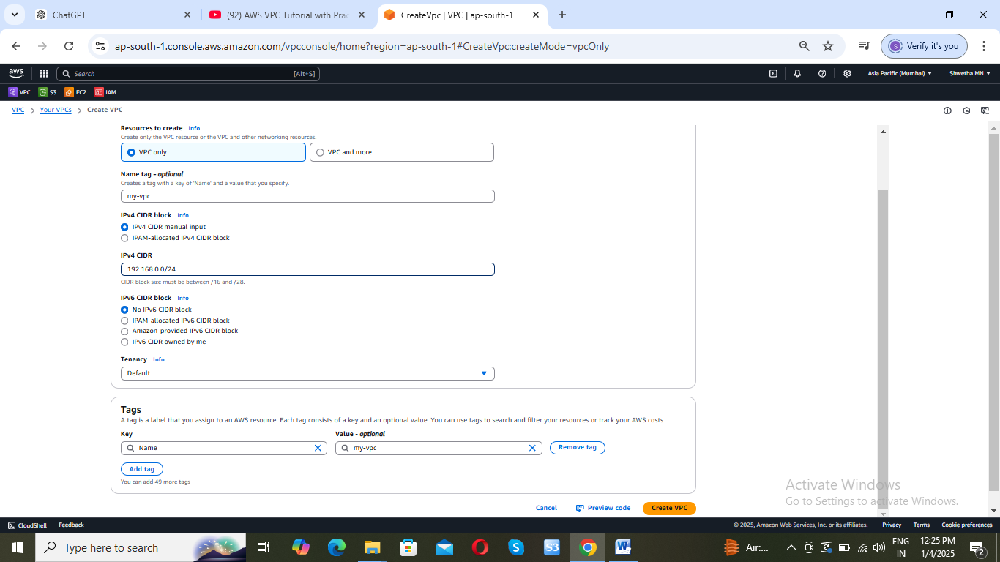 ChatGPT
(92) AWS VPC Tutorial with Prac
CreateVpc | VPC | ap-south-1
ap-south-1.console.aws.amazon.com/vpcconsole/home?region=ap-south-1#CreateVpc:createMode=vpcOnly
S
Verify it's you
aws
Search
[Alt+S]
Asia Pacific (Mumbai)
Shwetha MN
VPC
S3
EC2
IAM
VPC
Your VPCs
Create VPC
Resources to create Info
Create only the VPC resource or the VPC and other networking resources.
VPC only
VPC and more
Name tag - optional
Creates a tag with a key of 'Name' and a value that you specify.
my-vpc
IPv4 CIDR block Info
IPv4 CIDR manual input
IPAM-allocated IPv4 CIDR block
IPv4 CIDR
192.168.0.0/24
CIDR block size must be between /16 and /28.
IPv6 CIDR block Info
No IPv6 CIDR block
IPAM-allocated IPv6 CIDR block
Amazon-provided IPv6 CIDR block
IPv6 CIDR owned by me
Tenancy Info
Default
Tags
A tag is a label that you assign to an AWS resource. Each tag consists of a key and an optional value. You can use tags to search and filter your resources or track your AWS costs.
Key
Value - optional
Name
my-vpc
Remove tag
Add tag
You can add 49 more tags
Activate Windows
Go to Settings to activate Windows.
Cancel
Preview code
Create VPC
CloudShell
Feedback
© 2025, Amazon Web Services, Inc. or its affiliates.
Privacy
Terms
Cookie preferences
Type here to search
S3
Air:...
ENG
IN
12:25 PM
1/4/2025
2